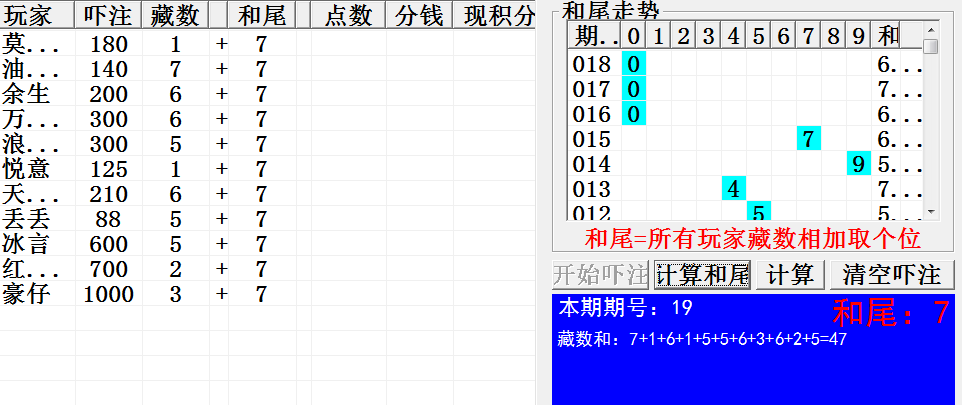 玩家 吓注 藏数 和尾 点数 分钱 现积分
莫... 180 1 + 7
油... 140 7 + 7
余生 200 6 + 7
万... 300 6 + 7
浪... 300 5 + 7
悦意 125 1 + 7
天... 210 6 + 7
丢丢 88 5 + 7
冰言 600 5 + 7
红... 700 2 + 7
豪仔 1000 3 + 7
和尾走势
期.. 0 1 2 3 4 5 6 7 8 9 和
018 0 6...
017 0 7...
016 0 6...
015 7 6...
014 9 5...
013 4 7...
012 5 5...
和尾=所有玩家藏数相加取个位
开始吓注 计算和尾 计算 清空吓注
本期期号：19 和尾：7
藏数和：7+1+6+1+5+5+6+3+6+2+5=47